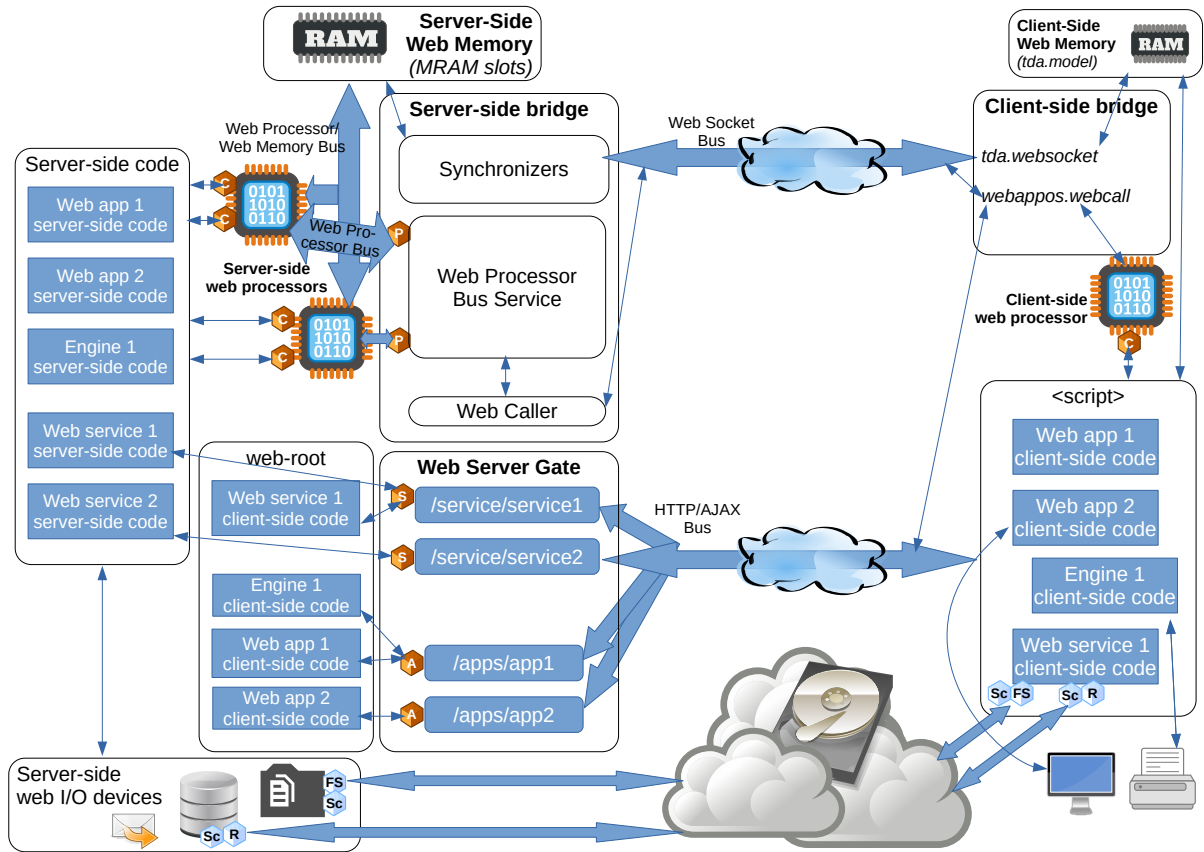 RAM
Server-Side
Web Memory
(MRAM slots)
Client-Side
Web Memory
(tda.model)
RAM
Server-side bridge
Synchronizers
Web Processor/
Web Memory Bus
Web Socket
Bus
Client-side bridge
tda.websocket
webappos.webcall
Server-side code
Web app 1
server-side code
Web app 2
server-side code
Engine 1
server-side code
Web service 1
server-side code
Web service 2
server-side code
C
C
0101
1010
0110
Web Pro-
cessor Bus
P
Server-side
web processors
C
C
0101
1010
0110
P
Web Processor
Bus Service
Web Caller
Client-side
web processor
0101
1010
0110
C
web-root
Web service 1
client-side code
Engine 1
client-side code
Web app 1
client-side code
Web app 2
client-side code
Web Server Gate
S
/service/service1
S
/service/service2
A
/apps/app1
A
/apps/app2
HTTP/AJAX
Bus
<script>
Web app 1
client-side code
Web app 2
client-side code
Engine 1
client-side code
Web service 1
client-side code
Sc FS
Sc R
Server-side
web I/O devices
FS
Sc
Sc R